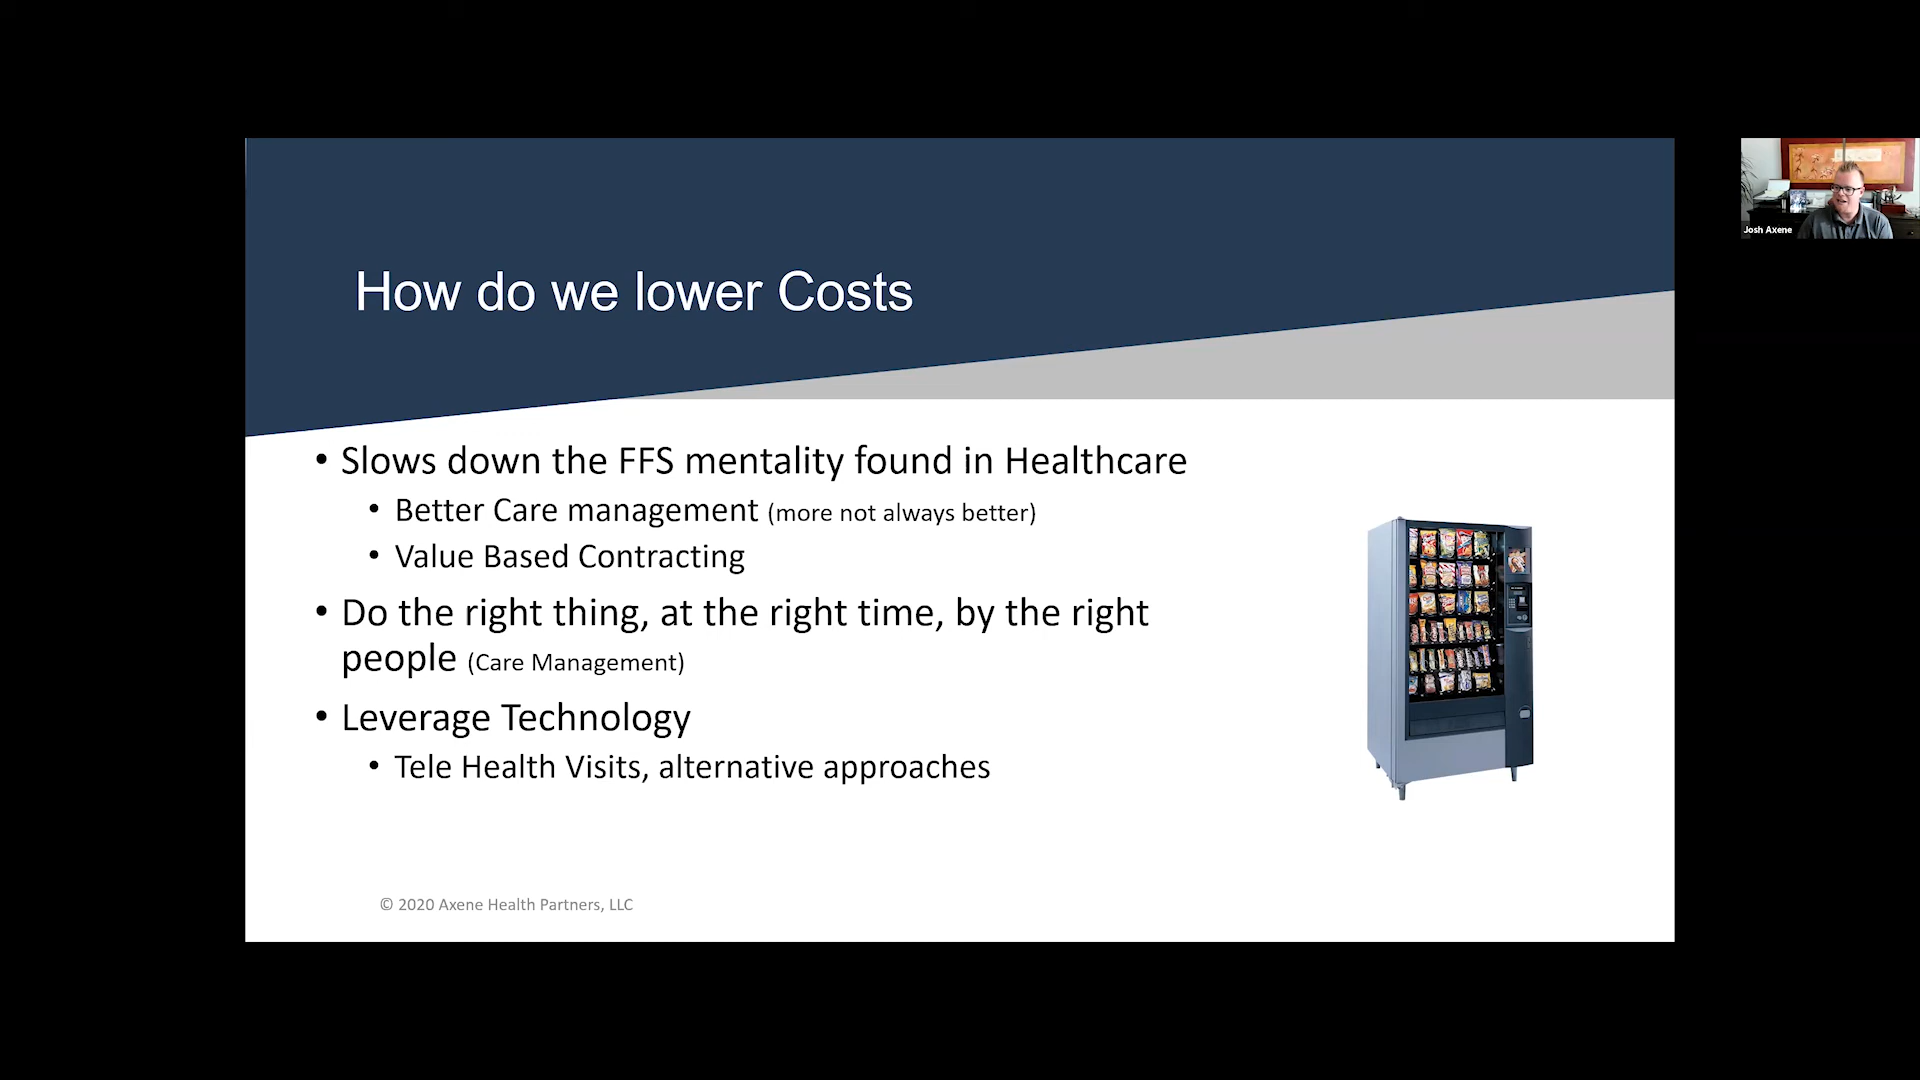 How do we lower Costs
• Slows down the FFS mentality found in Healthcare
• Better Care management (more not always better)
• Value Based Contracting
• Do the right thing, at the right time, by the right
people (Care Management)
• Leverage Technology
• Tele Health Visits, alternative approaches
© 2020 Axene Health Partners, LLC
Josh Axene